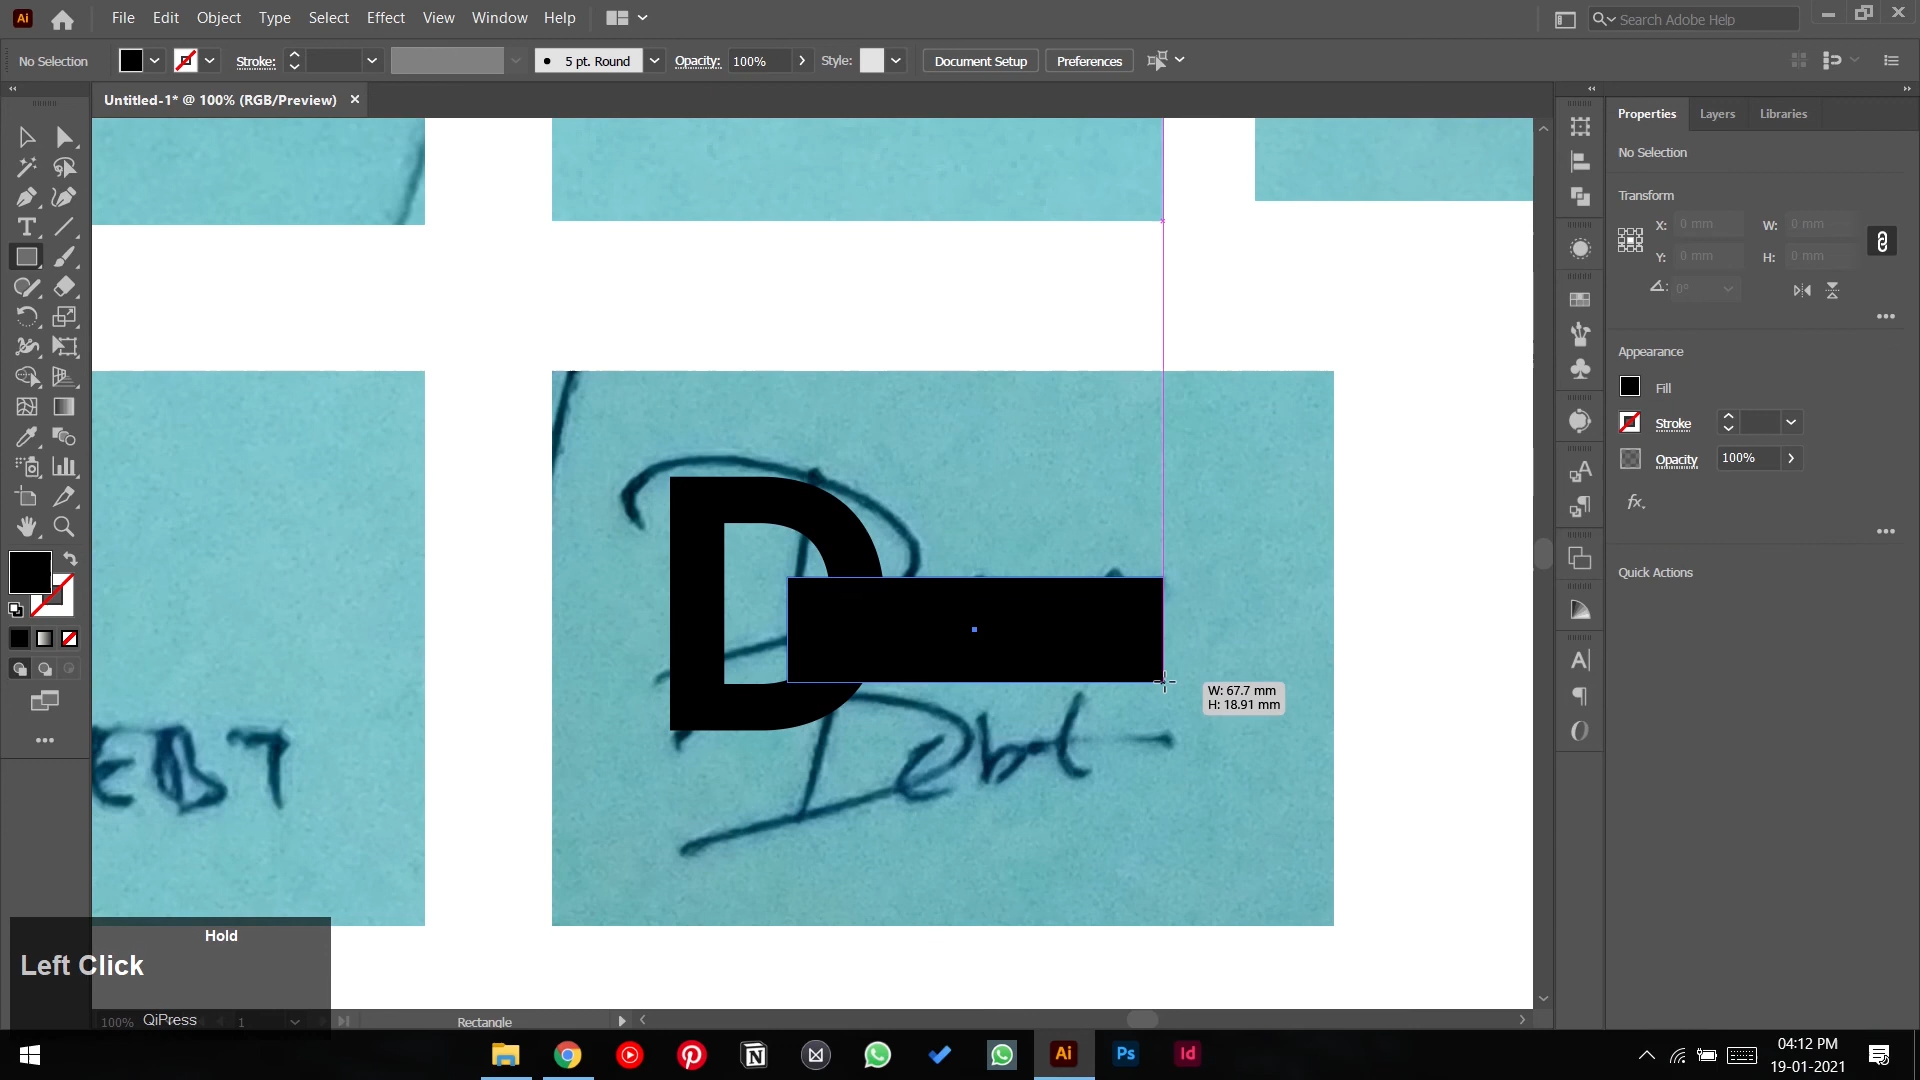 File Edit Object Type Select Effect View Window Help
Search Adobe Help
No Selection
Stroke:
5 pt. Round
Opacity: 100%
Style:
Document Setup
Preferences
Untitled-1* @ 100% (RGB/Preview)
Properties Layers Libraries
No Selection
Transform
X: 0 mm W: 0 mm
Y: 0 mm H: 0 mm
0°
Appearance
Fill
Stroke
Opacity 100%
Quick Actions
D
W: 67.7 mm
H: 18.91 mm
EBT
Debt
Hold
Left Click
QiPress
100% 1 Rectangle
04:12 PM
19-01-2021